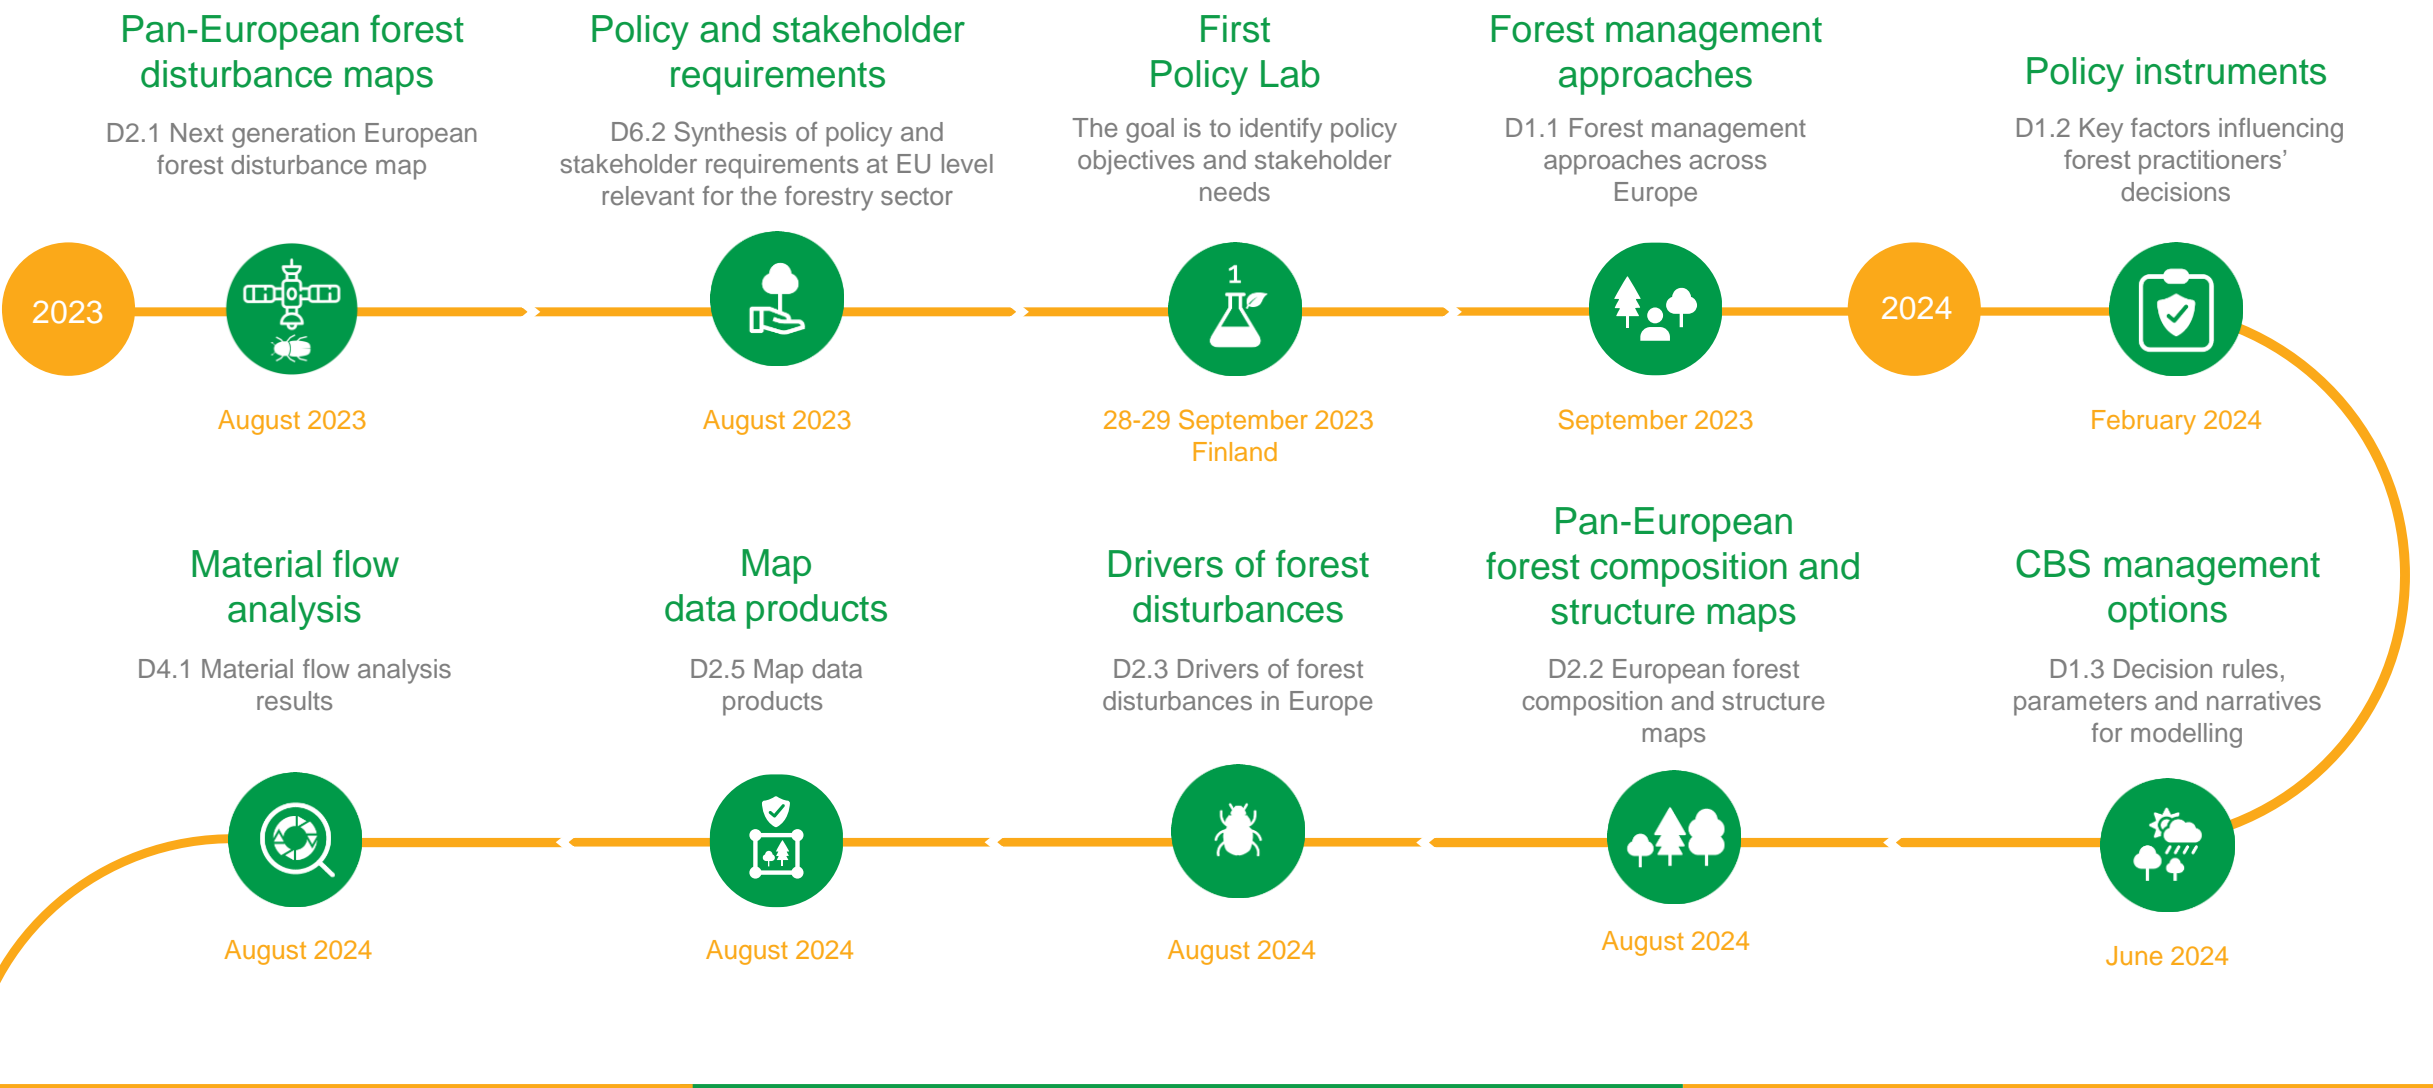 Pan-European forest
disturbance maps
D2.1 Next generation European
forest disturbance map
August 2023
Policy and stakeholder
requirements
D6.2 Synthesis of policy and
stakeholder requirements at EU level
relevant for the forestry sector
August 2023
First
Policy Lab
The goal is to identify policy
objectives and stakeholder
needs
1
28-29 September 2023
Finland
Forest management
approaches
D1.1 Forest management
approaches across
Europe
September 2023
Policy instruments
D1.2 Key factors influencing
forest practitioners’
decisions
February 2024
2023
2024
Material flow
analysis
D4.1 Material flow analysis
results
August 2024
Map
data products
D2.5 Map data
products
August 2024
Drivers of forest
disturbances
D2.3 Drivers of forest
disturbances in Europe
August 2024
Pan-European
forest composition and
structure maps
D2.2 European forest
composition and structure
maps
August 2024
CBS management
options
D1.3 Decision rules,
parameters and narratives
for modelling
June 2024